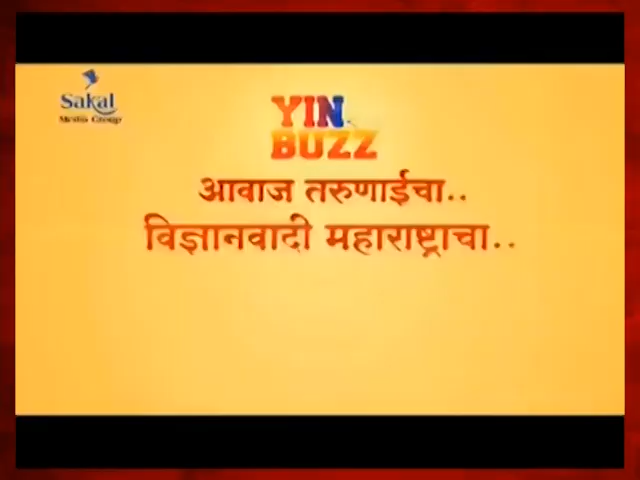 Sakal
Media Group
YIN
BUZZ
आवाज तरुणाईचा..
विज्ञानवादी महाराष्ट्राचा..